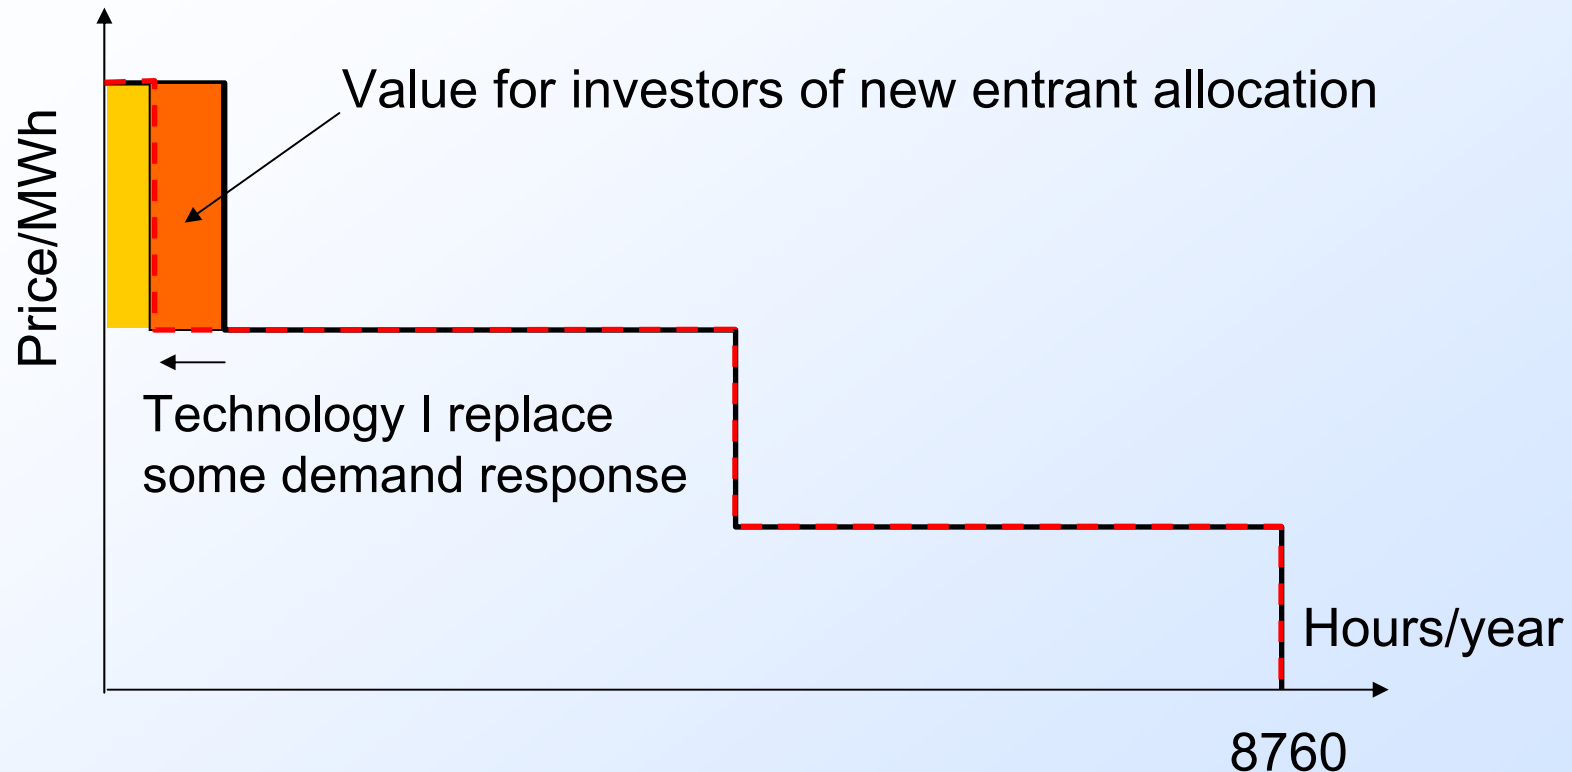 Value for investors of new entrant allocation
Price/MWh
Technology I replace
some demand response
Hours/year
8760